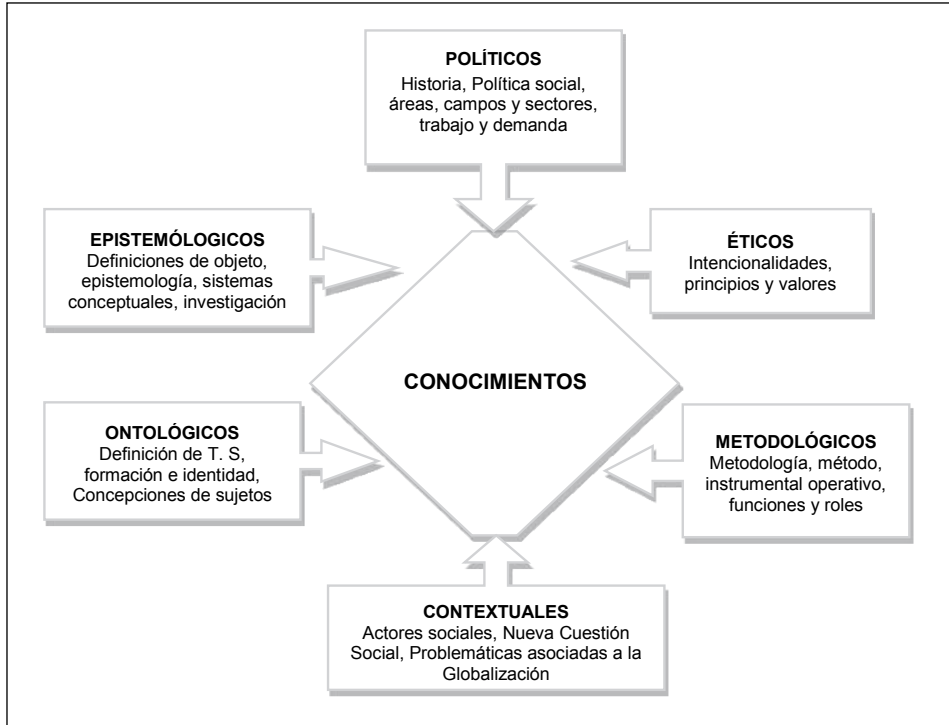 POLÍTICOS
Historia, Política social,
áreas, campos y sectores,
trabajo y demanda
EPISTEMÓLOGICOS
Definiciones de objeto,
epistemología, sistemas
conceptuales, investigación
ÉTICOS
Intencionalidades,
principios y valores
CONOCIMIENTOS
ONTOLÓGICOS
Definición de T. S,
formación e identidad,
Concepciones de sujetos
METODOLÓGICOS
Metodología, método,
instrumental operativo,
funciones y roles
CONTEXTUALES
Actores sociales, Nueva Cuestión
Social, Problemáticas asociadas a la
Globalización